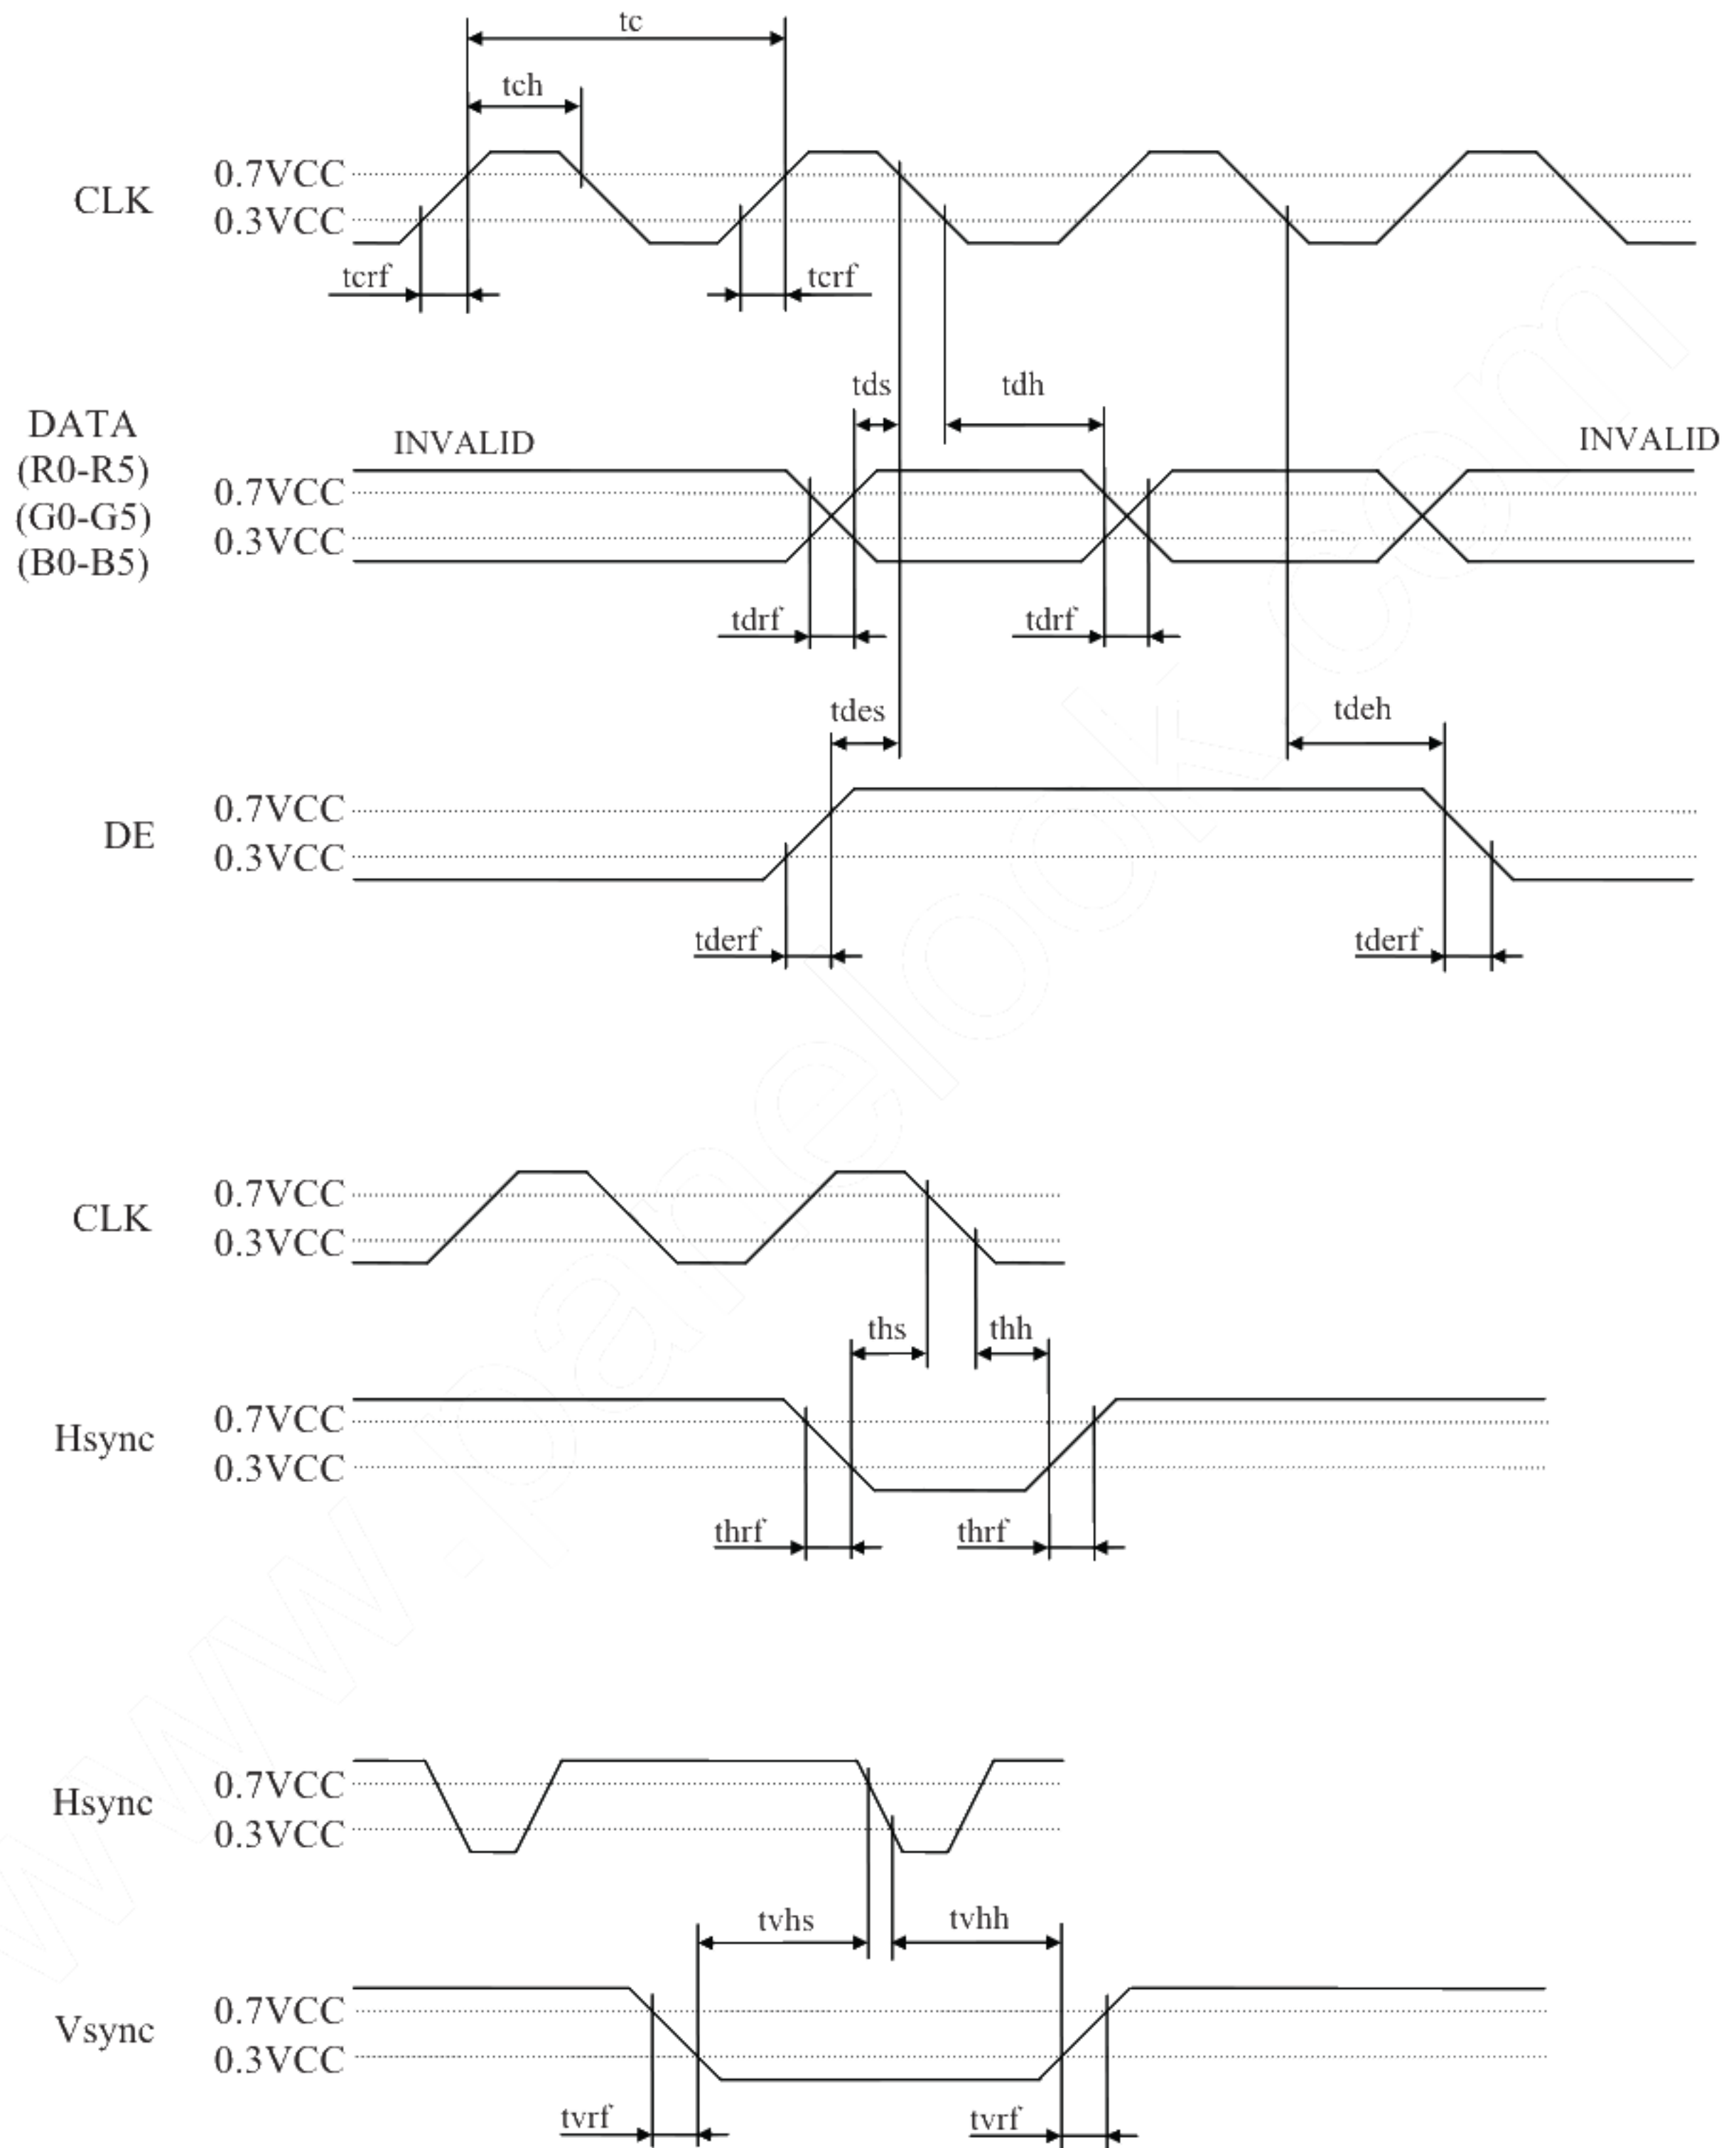 tc
tch
0.7VCC
CLK
0.3VCC
tcrf tcrf
tds tdh
DATA
INVALID INVALID
(R0-R5)
0.7VCC
(G0-G5)
0.3VCC
(B0-B5)
tdrf tdrf
tdes tdeh
0.7VCC
DE
0.3VCC
tderf tderf
0.7VCC
CLK
0.3VCC
ths thh
0.7VCC
Hsync
0.3VCC
thrf thrf
0.7VCC
Hsync
0.3VCC
tvhs tvhh
0.7VCC
Vsync
0.3VCC
tvrf tvrf
www.panelook.com